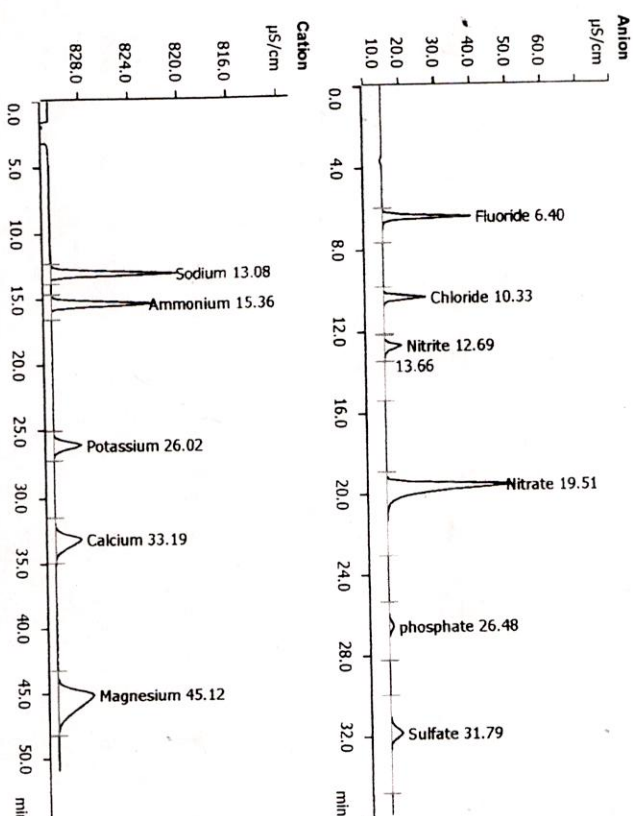 Anion
µS/cm
60.0
50.0
40.0
30.0
20.0
10.0
Fluoride 6.40
Chloride 10.33
Nitrite 12.69
13.66
Nitrate 19.51
phosphate 26.48
Sulfate 31.79
0.0 4.0 8.0 12.0 16.0 20.0 24.0 28.0 32.0 min
Cation
µS/cm
816.0
820.0
824.0
828.0
Sodium 13.08
Ammonium 15.36
Potassium 26.02
Calcium 33.19
Magnesium 45.12
0.0 5.0 10.0 15.0 20.0 25.0 30.0 35.0 40.0 45.0 50.0